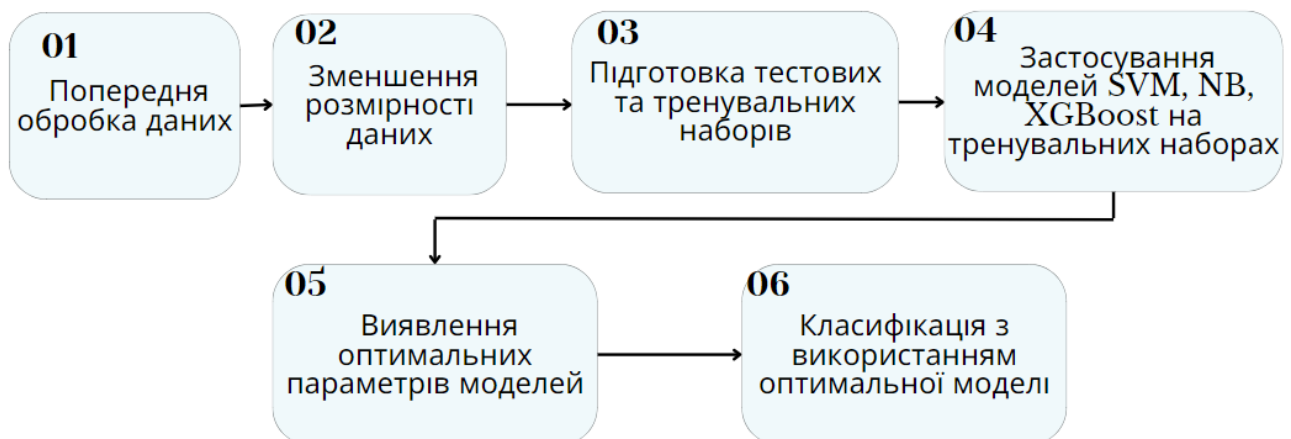 01
Попередня
обробка даних
02
Зменшення
розмірності
даних
03
Підготовка тестових
та тренувальних
наборів
04
Застосування
моделей SVM, NB,
XGBoost на
тренувальних наборах
05
Виявлення
оптимальних
параметрів моделей
06
Класифікація з
використанням
оптимальної моделі